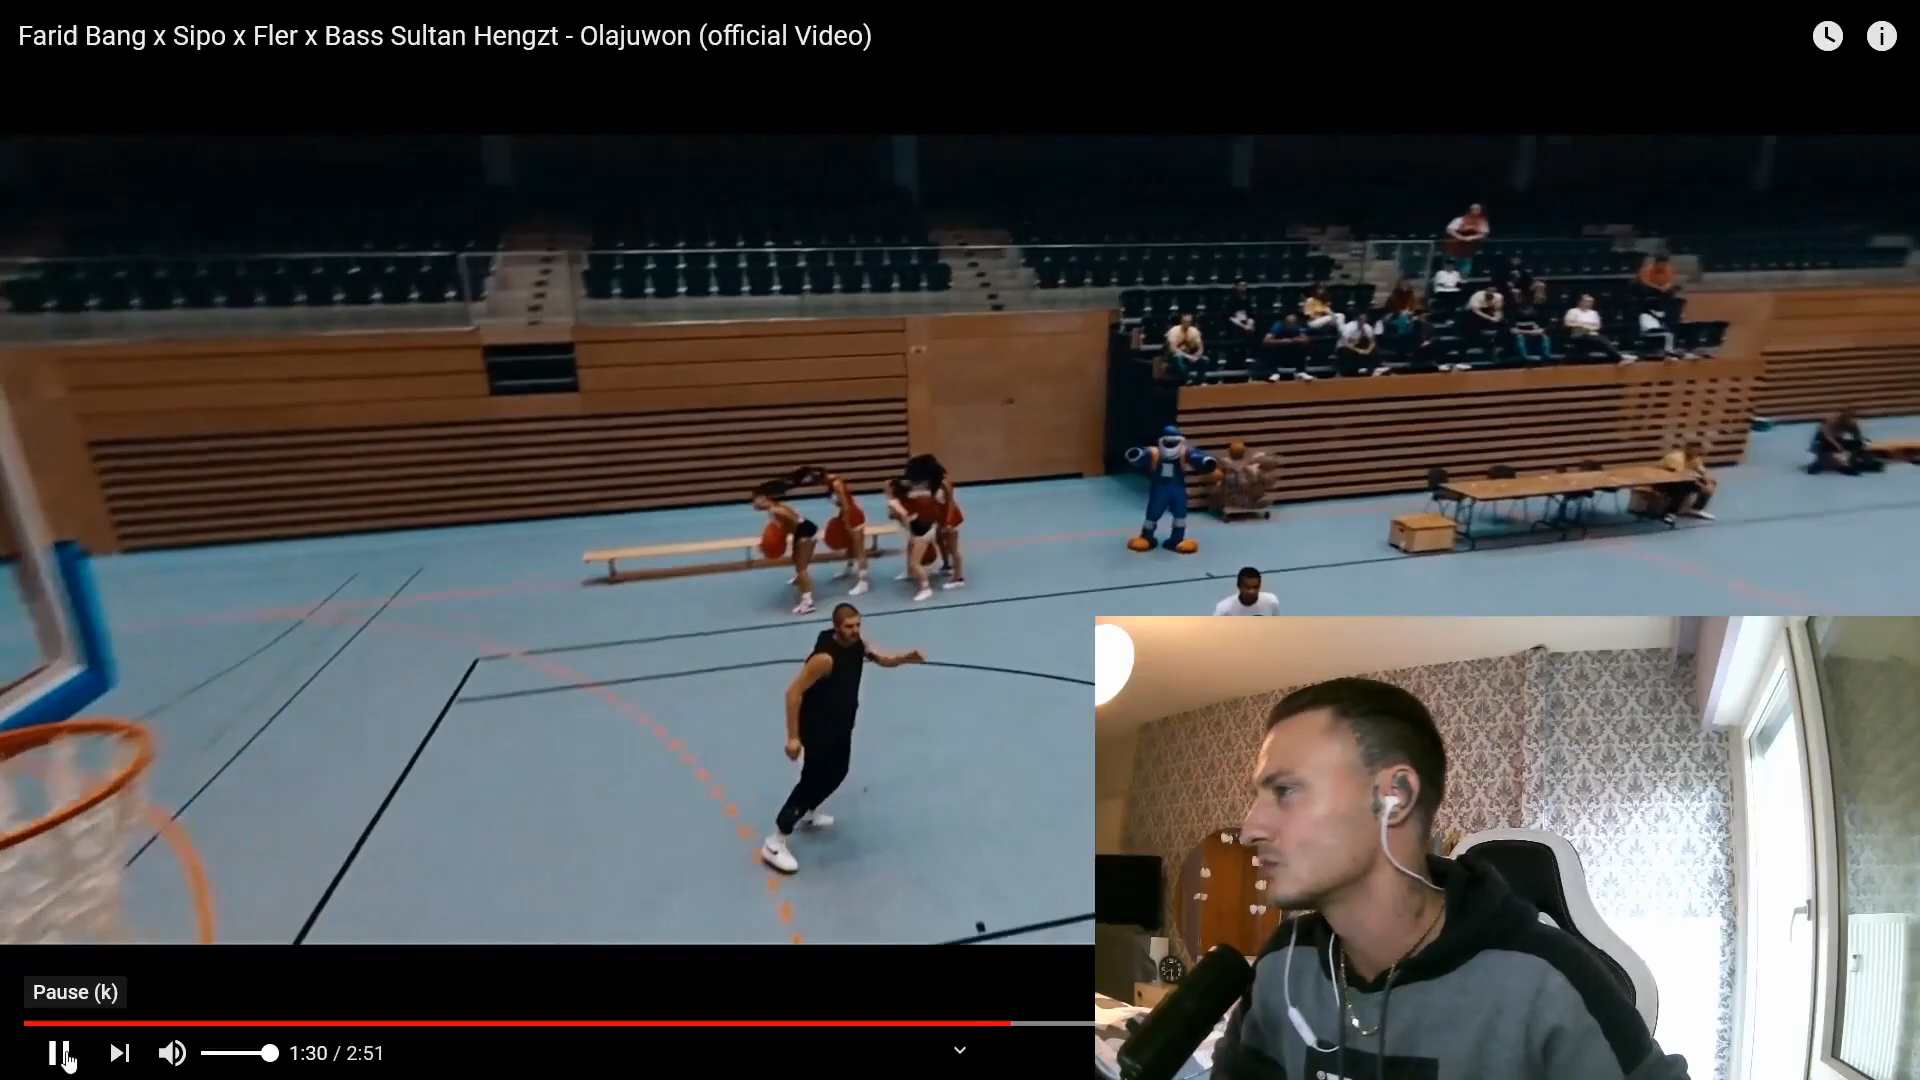 Farid Bang x Sipo x Fler x Bass Sultan Hengzt - Olajuwon (official Video)
Pause (k)
1:30 / 2:51